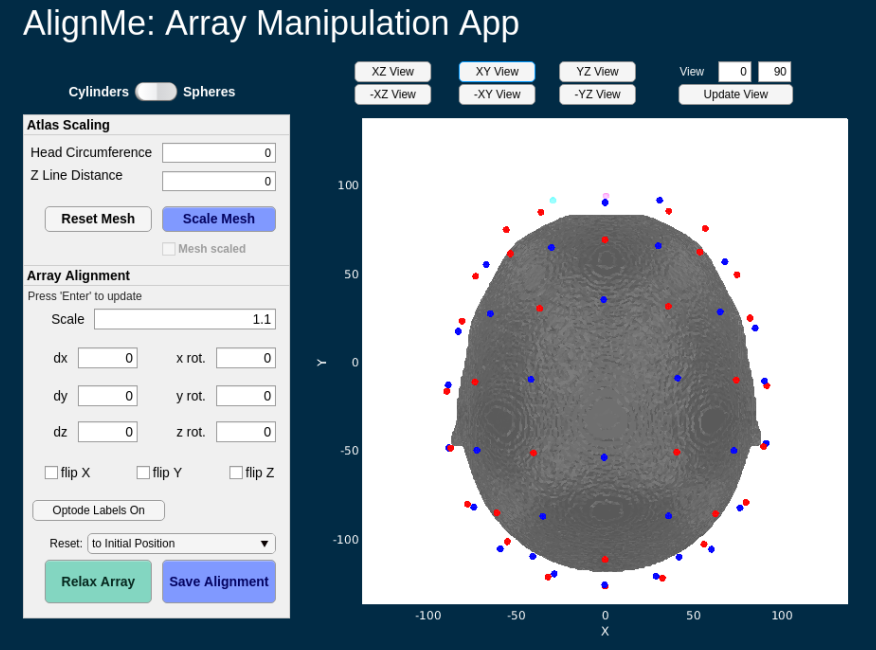 AlignMe: Array Manipulation App
XZ View XY View YZ View View 0 90
-XZ View -XY View -YZ View Update View
Cylinders Spheres
Atlas Scaling
Head Circumference 0
Z Line Distance 0
Reset Mesh Scale Mesh
Mesh scaled
Array Alignment
Press 'Enter' to update
Scale 1.1
dx 0 x rot. 0
dy 0 y rot. 0
dz 0 z rot. 0
flip X flip Y flip Z
Optode Labels On
Reset: to Initial Position
Relax Array Save Alignment
100
50
0
-50
-100
Y
-100 -50 0 50 100
X